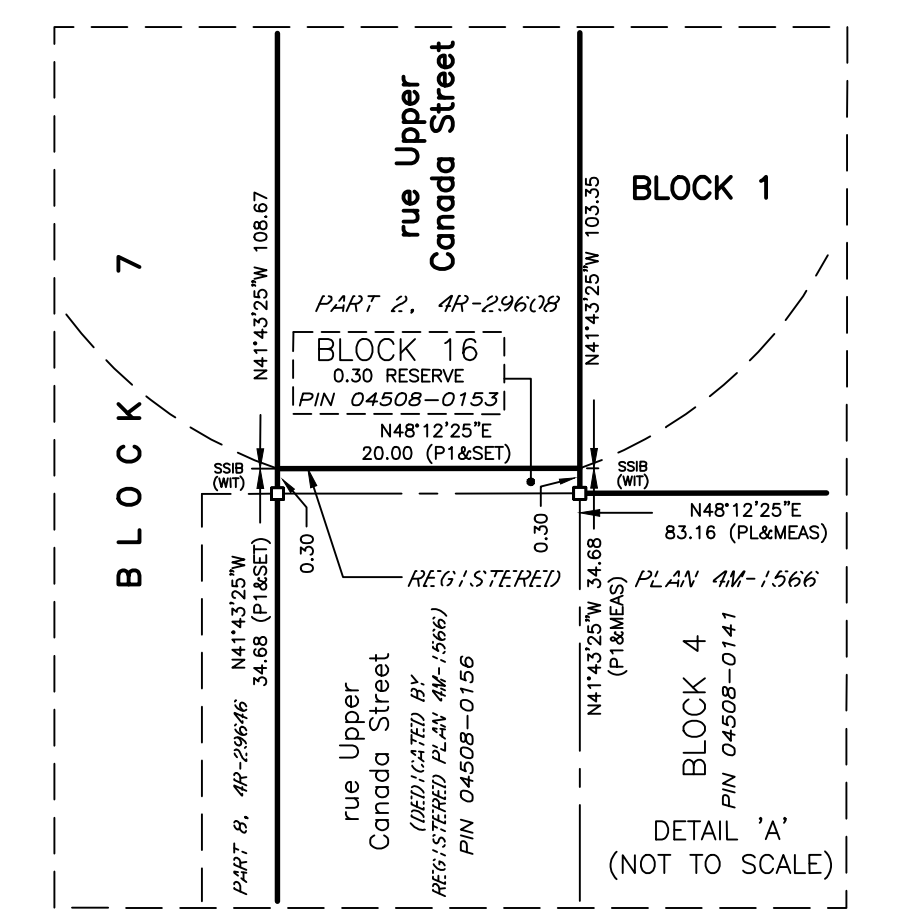 rue Upper
Canada Street
BLOCK 1
BLOCK 7
N41°43'25"W 108.67
N41°43'25"W 103.35
PART 2, 4R-29608
BLOCK 16
0.30 RESERVE
PIN 04508-0153
N48°12'25"E
20.00 (P1&SET)
SSIB
(WIT)
SSIB
(WIT)
0.30
0.30
N48°12'25"E
83.16 (PL&MEAS)
REGISTERED PLAN 4M-1566
N41°43'25"W
34.68 (P1&SET)
N41°43'25"W 34.68
(P1&MEAS)
PART 8, 4R-29646
rue Upper
Canada Street
(DEDICATED BY
REGISTERED PLAN 4M-1566)
PIN 04508-0156
BLOCK 4
PIN 04508-0141
DETAIL 'A'
(NOT TO SCALE)